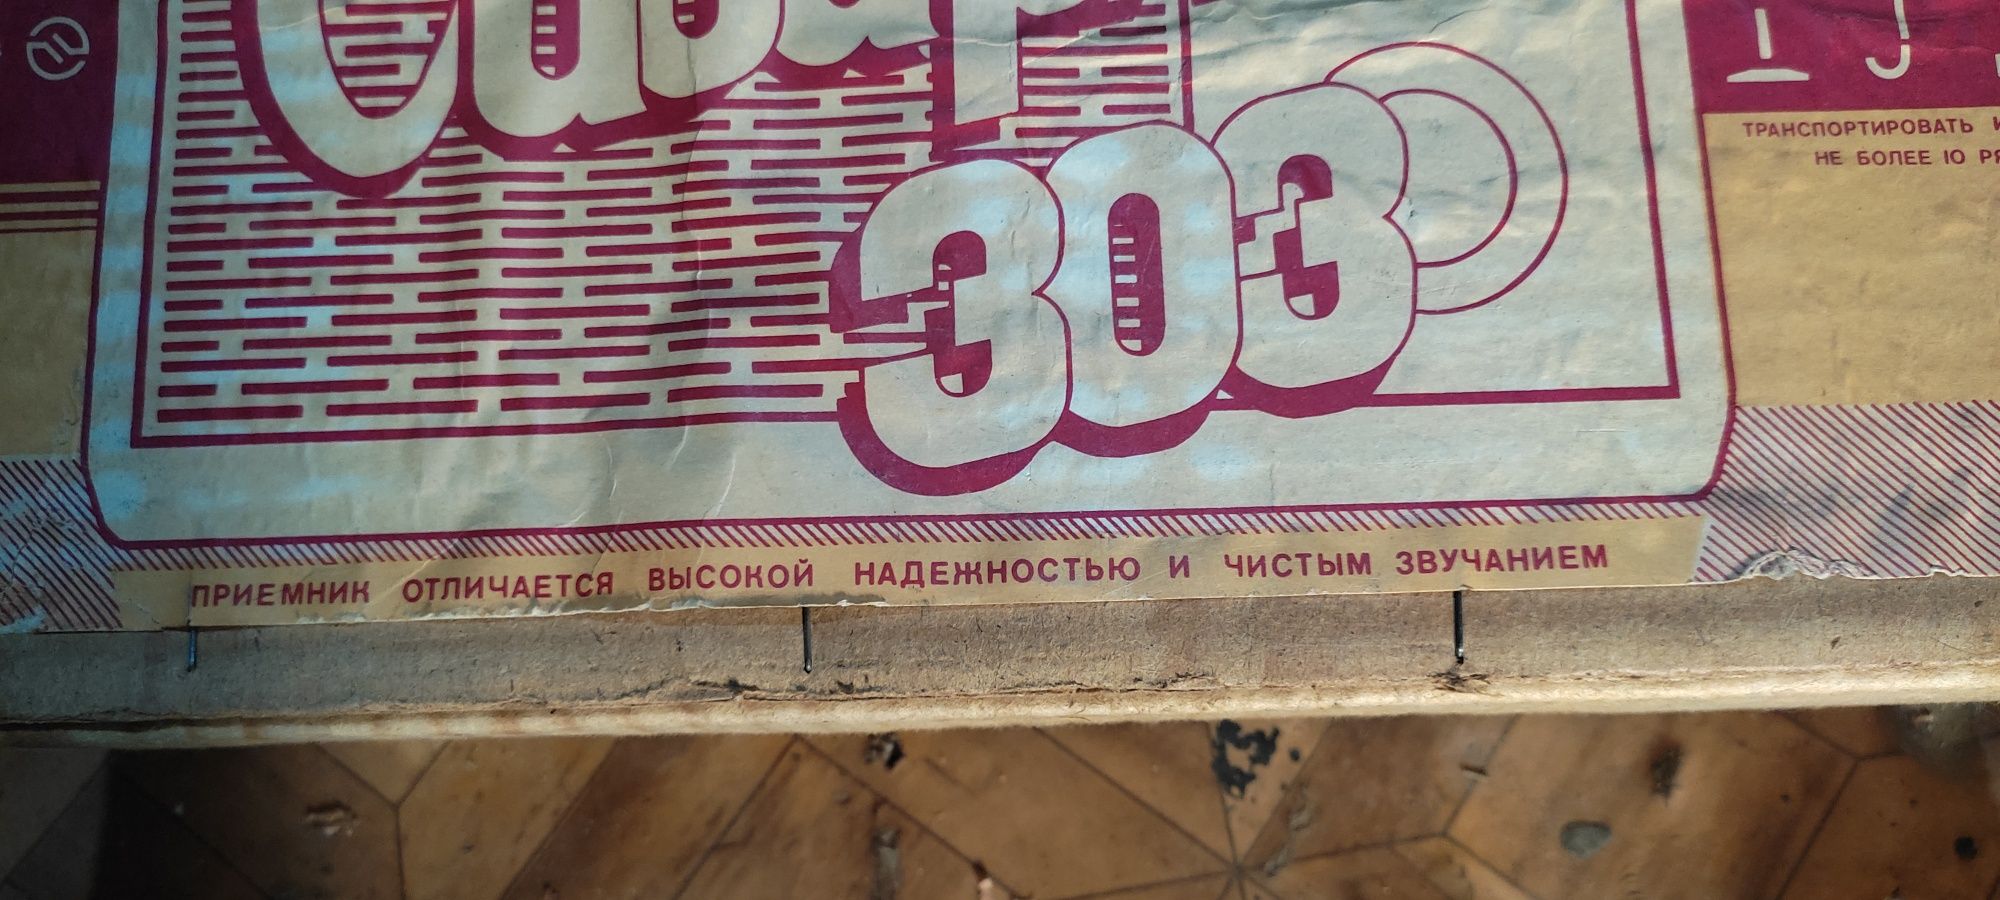 303
ТРАНСПОРТИРОВАТЬ
НЕ БОЛЕЕ 10
ПРИЕМНИК ОТЛИЧАЕТСЯ ВЫСОКОЙ НАДЕЖНОСТЬЮ И ЧИСТЫМ ЗВУЧАНИЕМ